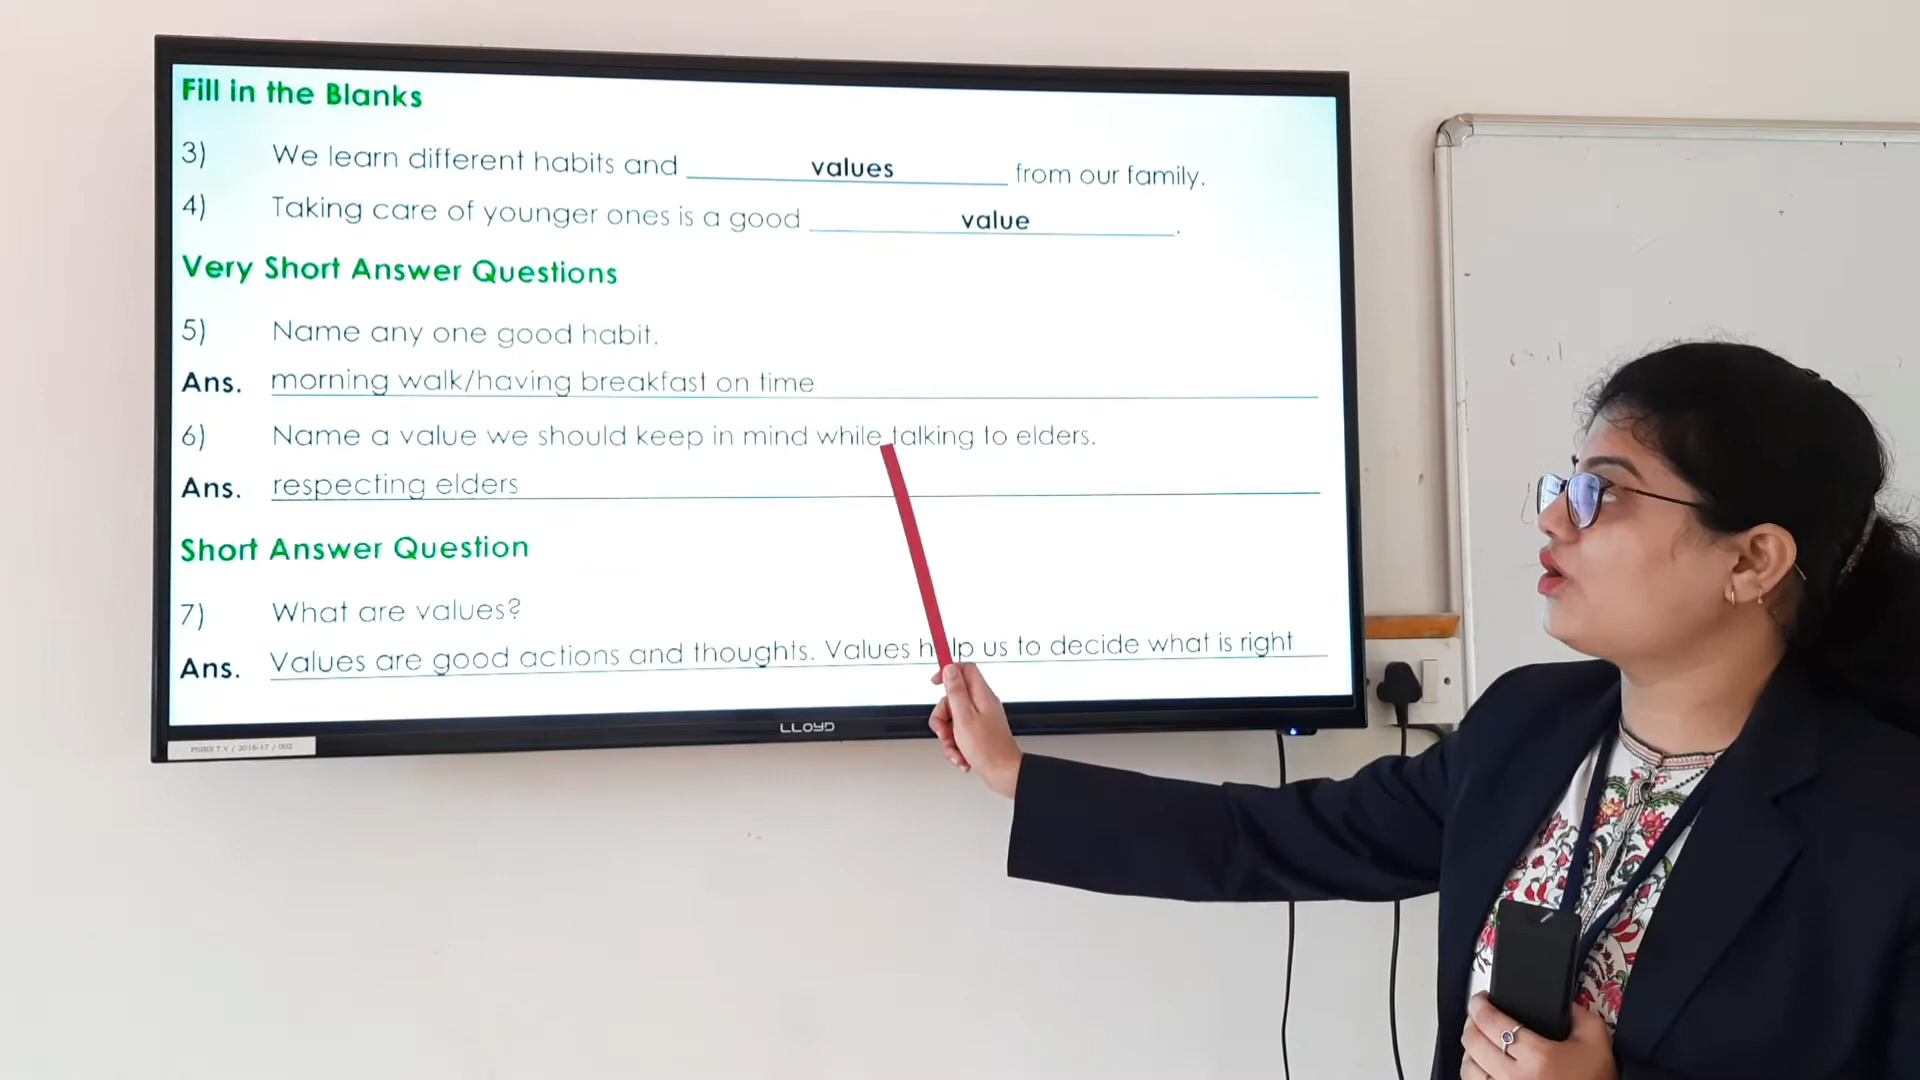 Fill in the Blanks
3) We learn different habits and values from our family.
4) Taking care of younger ones is a good value.
Very Short Answer Questions
5) Name any one good habit.
Ans. morning walk/having breakfast on time
6) Name a value we should keep in mind while talking to elders.
Ans. respecting elders
Short Answer Question
7) What are values?
Ans. Values are good actions and thoughts. Values help us to decide what is right
LLOYD
T.V / 2016-17 / 002